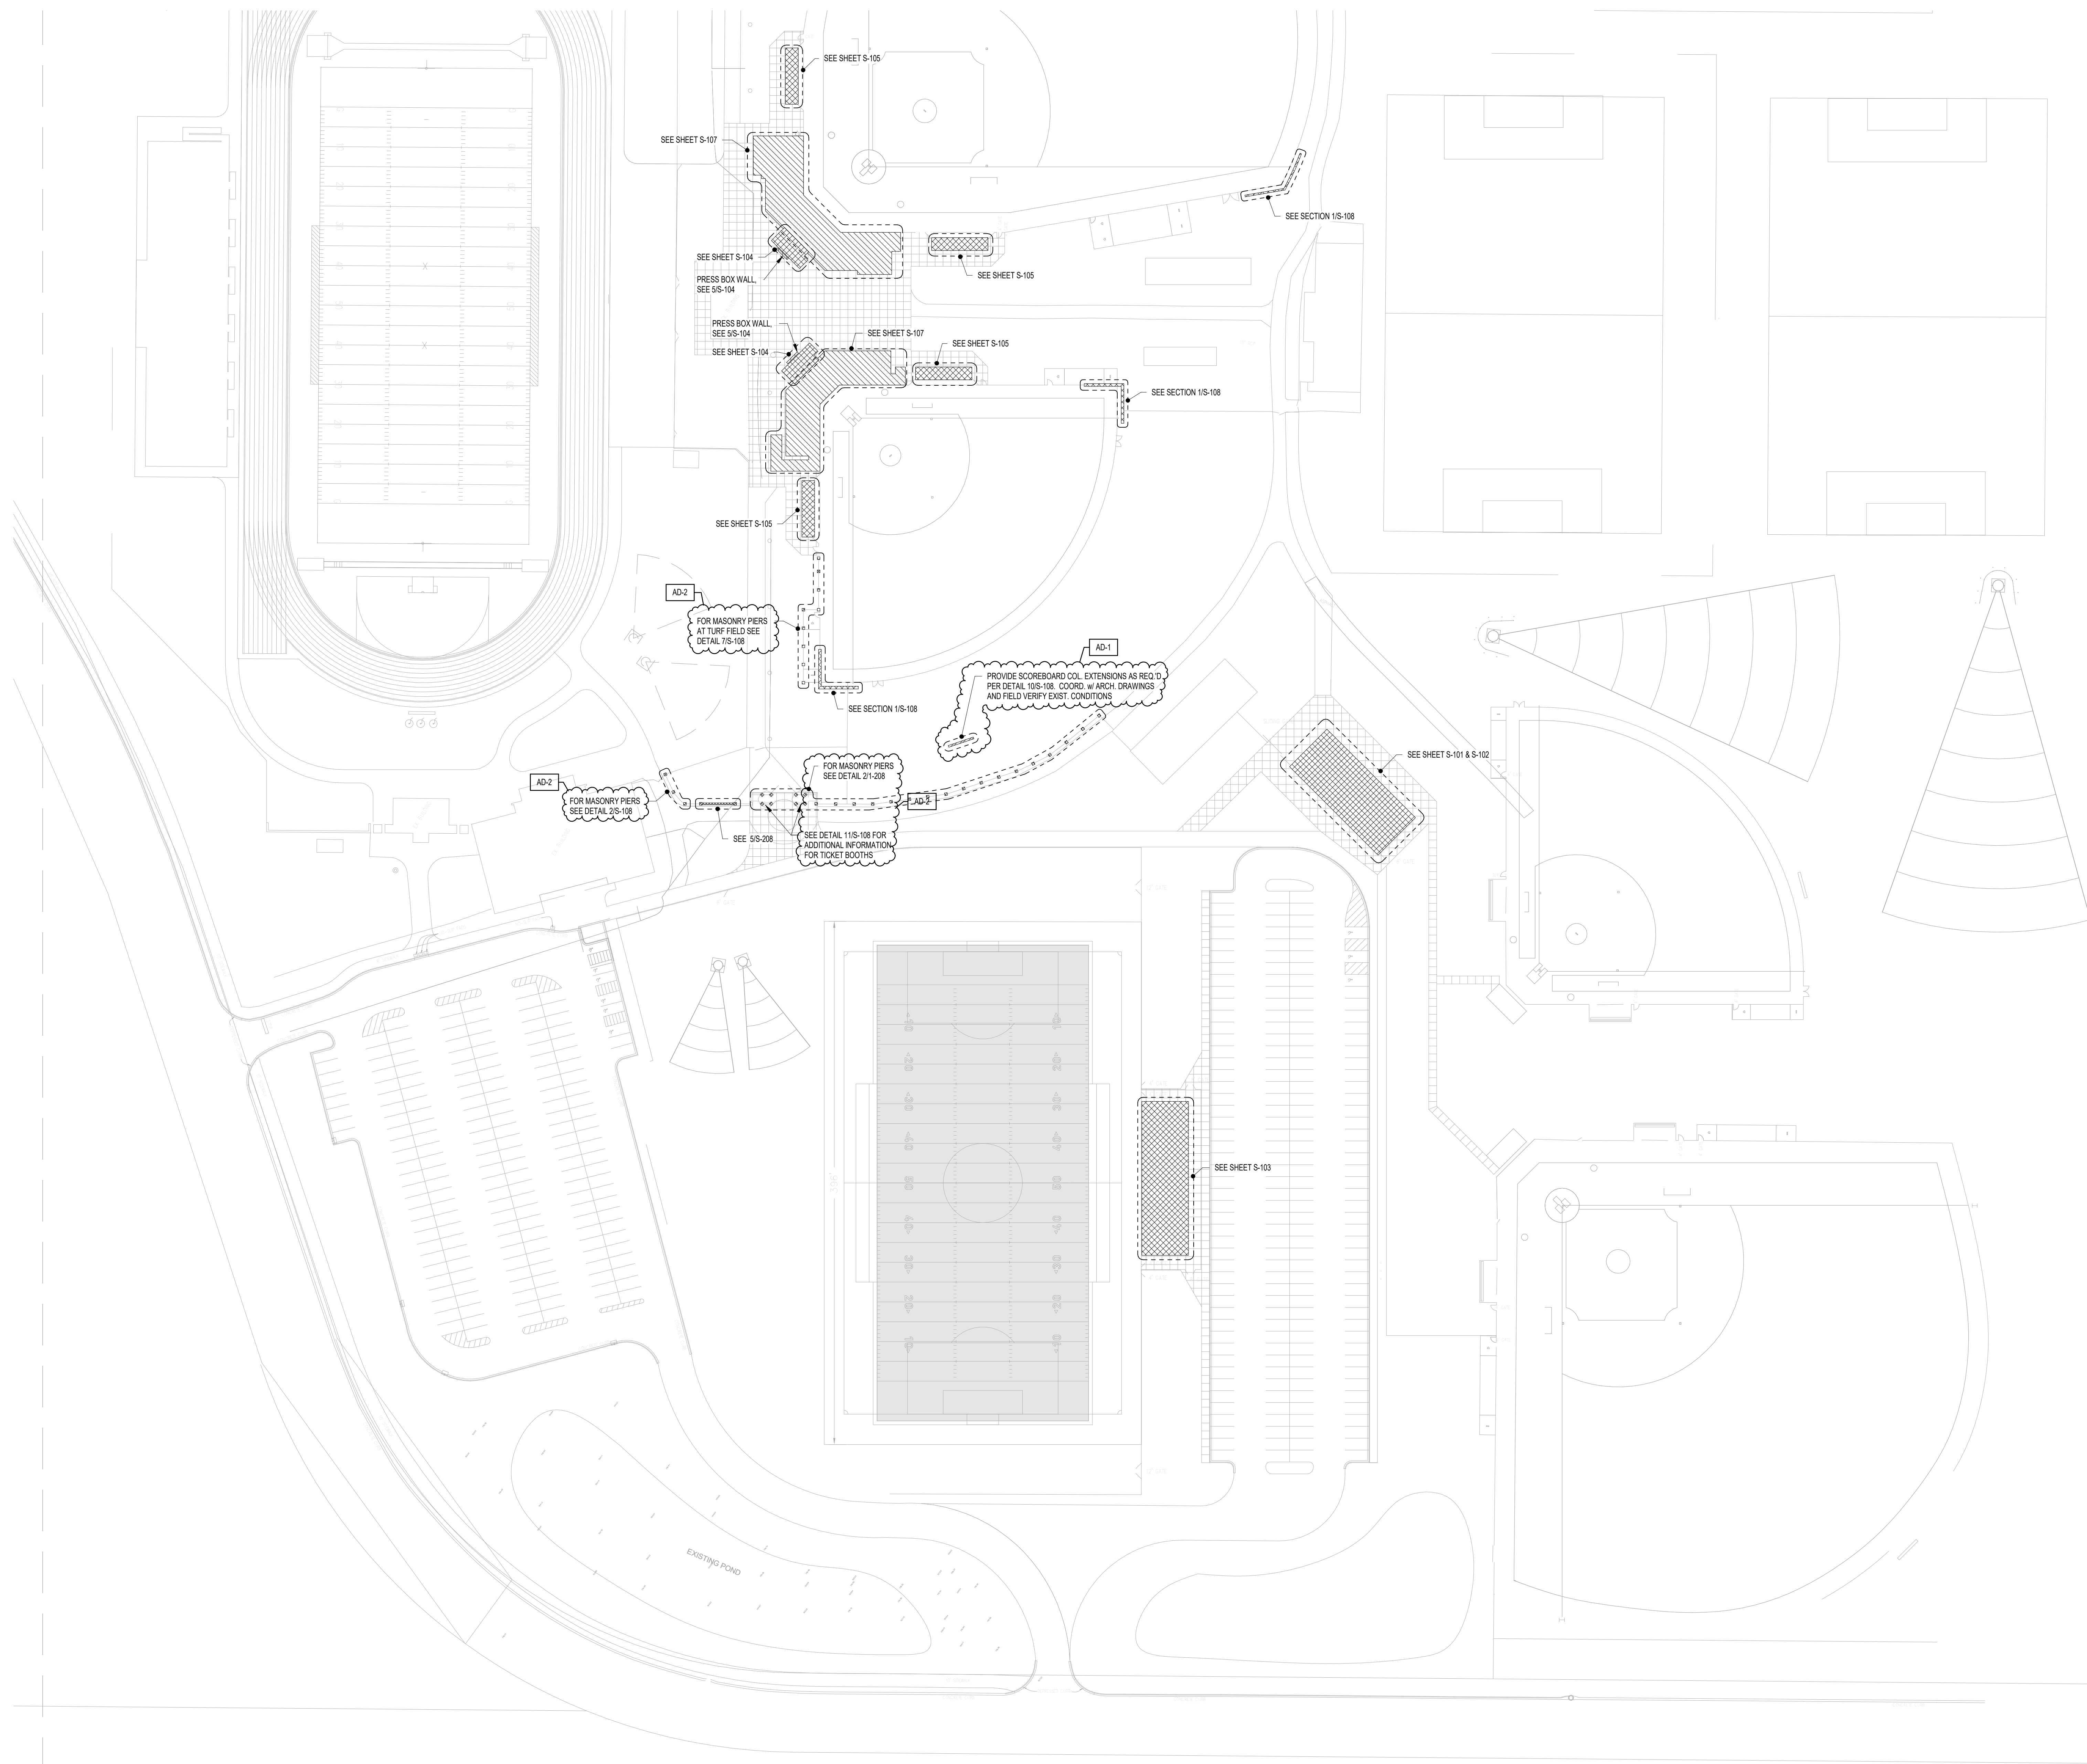 SEE SHEET S-105
SEE SHEET S-107
SEE SECTION 1/S-108
SEE SHEET S-104
SEE SHEET S-105
PRESS BOX WALL,
SEE 5/S-104
PRESS BOX WALL,
SEE 5/S-104
SEE SHEET S-107
SEE SHEET S-104
SEE SHEET S-105
SEE SECTION 1/S-108
SEE SHEET S-105
AD-2
FOR MASONRY PIERS
AT TURF FIELD SEE
DETAIL 7/S-108
AD-1
PROVIDE SCOREBOARD COL. EXTENSIONS AS REQ.'D
PER DETAIL 10/S-108. COORD. w/ ARCH. DRAWINGS
AND FIELD VERIFY EXIST. CONDITIONS
SEE SECTION 1/S-108
SEE SHEET S-101 & S-102
FOR MASONRY PIERS
SEE DETAIL 2/1-208
AD-2
FOR MASONRY PIERS
SEE DETAIL 2/S-108
AD-2
SEE 5/S-208
SEE DETAIL 11/S-108 FOR
ADDITIONAL INFORMATION
FOR TICKET BOOTHS
SEE SHEET S-103
EXISTING POND